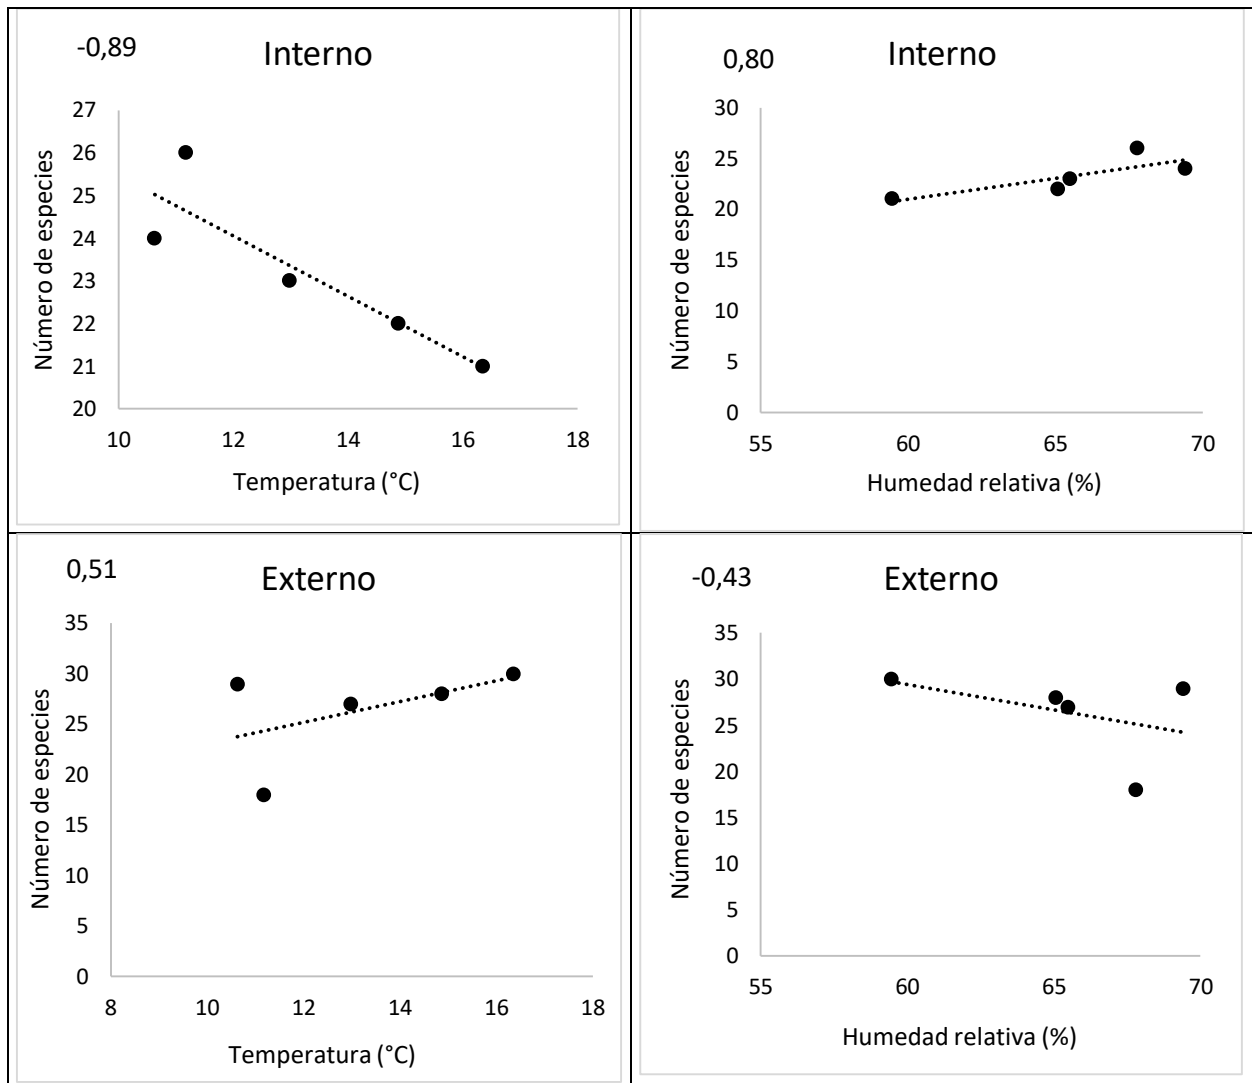 -0,89
Interno
27
26
25
24
23
22
21
20
10 12 14 16 18
Número de especies
Temperatura (°C)
0,80
Interno
30
25
20
15
10
5
0
55 60 65 70
Número de especies
Humedad relativa (%)
0,51
Externo
35
30
25
20
15
10
5
0
8 10 12 14 16 18
Número de especies
Temperatura (°C)
-0,43
Externo
35
30
25
20
15
10
5
0
55 60 65 70
Número de especies
Humedad relativa (%)